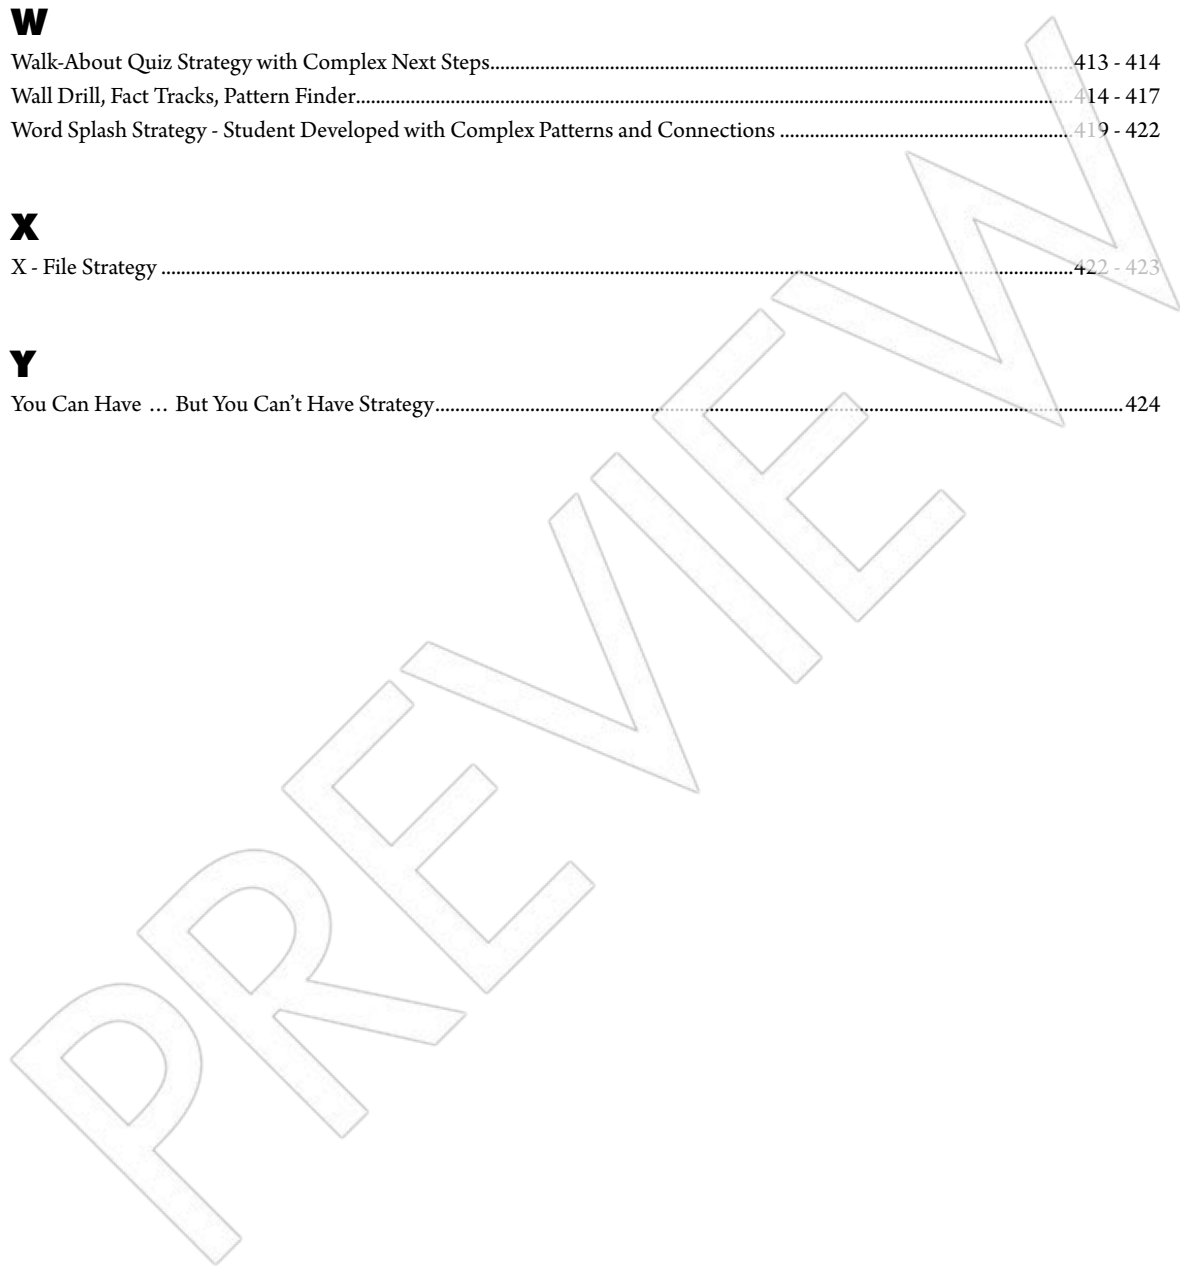 W
Walk-About Quiz Strategy with Complex Next Steps..........413 - 414
Wall Drill, Fact Tracks, Pattern Finder..........414 - 417
Word Splash Strategy - Student Developed with Complex Patterns and Connections ..........419 - 422
X
X - File Strategy ..........422 - 423
Y
You Can Have … But You Can’t Have Strategy..........424
PREVIEW